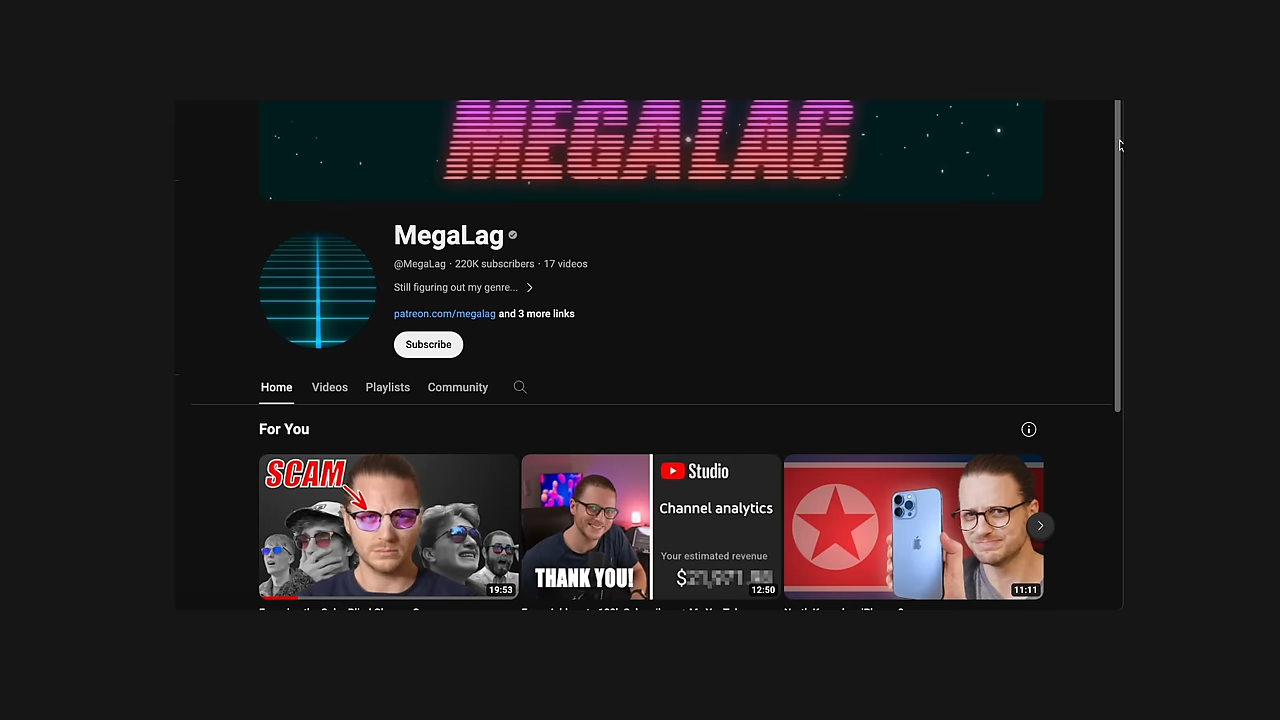 MEGALAG
MegaLag
@MegaLag · 220K subscribers · 17 videos
Still figuring out my genre...
patreon.com/megalag and 3 more links
Subscribe
Home Videos Playlists Community
For You
SCAM
19:53
THANK YOU!
Studio
Channel analytics
Your estimated revenue
12:50
11:11